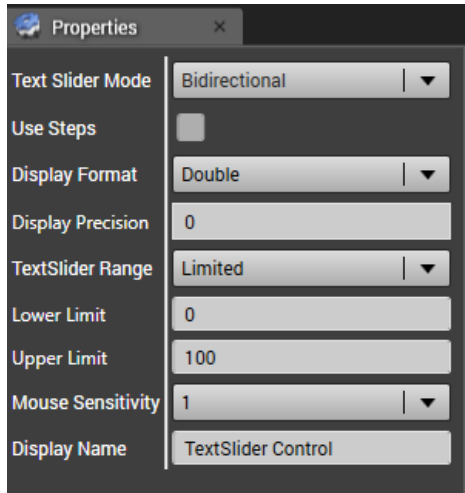 Properties ×
Text Slider Mode Bidirectional
Use Steps
Display Format Double
Display Precision 0
TextSlider Range Limited
Lower Limit 0
Upper Limit 100
Mouse Sensitivity 1
Display Name TextSlider Control